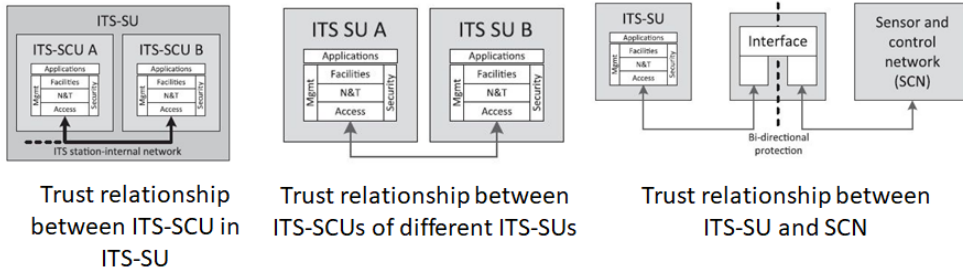 ITS-SU
ITS-SCU A
Applications
Mgmt
Facilities
N&T
Access
Security
ITS-SCU B
Applications
Mgmt
Facilities
N&T
Access
Security
ITS station-internal network
Trust relationship
between ITS-SCU in
ITS-SU
ITS SU A
Applications
Mgmt
Facilities
N&T
Access
Security
ITS SU B
Applications
Mgmt
Facilities
N&T
Access
Security
Trust relationship between
ITS-SCUs of different ITS-SUs
ITS-SU
Applications
Mgmt
Facilities
N&T
Access
Security
Interface
Sensor and
control
network
(SCN)
Bi-directional
protection
Trust relationship between
ITS-SU and SCN